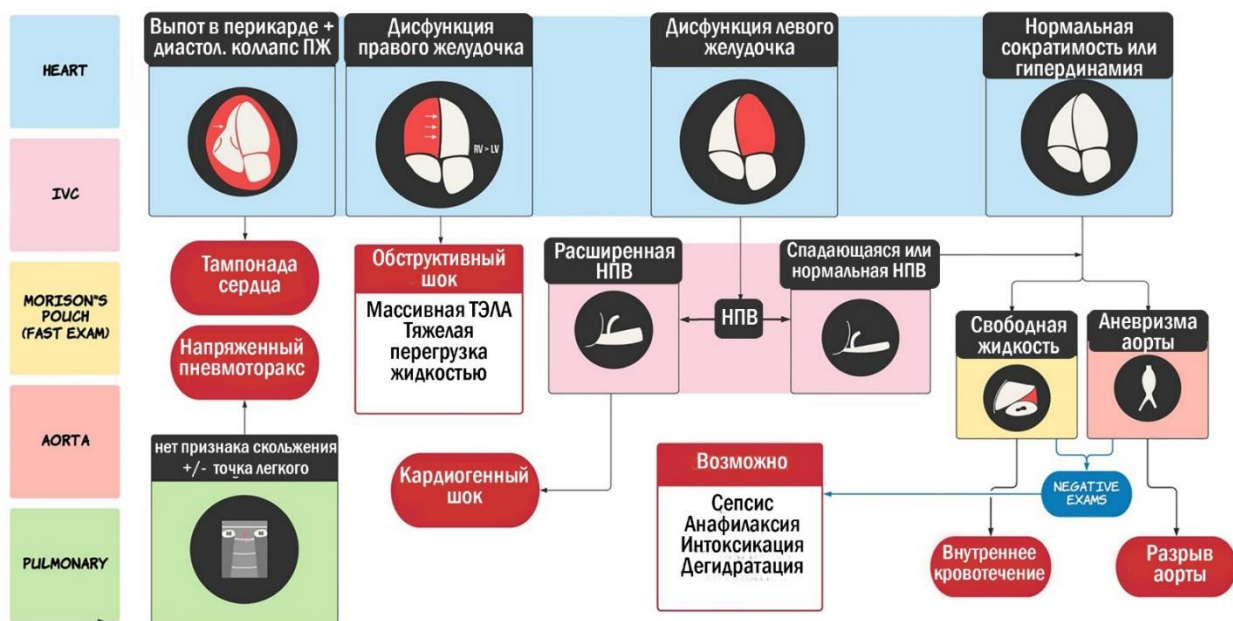 HEART
IVC
MORISON"S
POUCH
(FAST EXAM)
AORTA
PULMONARY
Выпот в перикарде +
диастол. коллапс ПЖ
Дисфункция
правого желудочка
RV > LV
Дисфункция левого
желудочка
Нормальная
сократимость или
гипердинамия
Тампонада
сердца
Напряженный
пневмоторакс
нет признака скольжения
+/- точка легкого
Обструктивный
шок
Массивная ТЭЛА
Тяжелая
перегрузка
жидкостью
Расширенная
НПВ
НПВ
Спадающаяся или
нормальная НПВ
Свободная
жидкость
Аневризма
аорты
Кардиогенный
шок
Возможно
Сепсис
Анафилаксия
Интоксикация
Дегидратация
NEGATIVE
EXAMS
Внутреннее
кровотечение
Разрыв
аорты